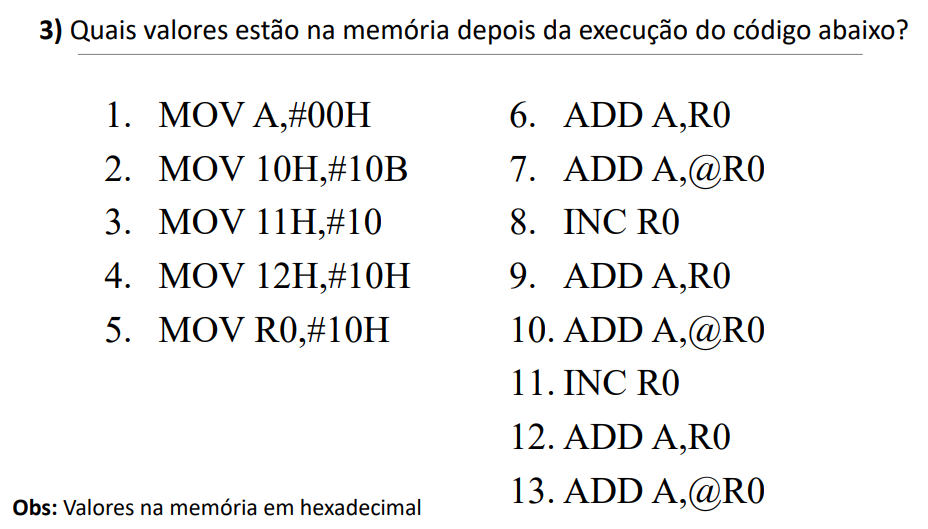 3) Quais valores estão na memória depois da execução do código abaixo?
1. MOV A,#00H
2. MOV 10H,#10B
3. MOV 11H,#10
4. MOV 12H,#10H
5. MOV R0,#10H
6. ADD A,R0
7. ADD A,@R0
8. INC R0
9. ADD A,R0
10. ADD A,@R0
11. INC R0
12. ADD A,R0
13. ADD A,@R0
Obs: Valores na memória em hexadecimal